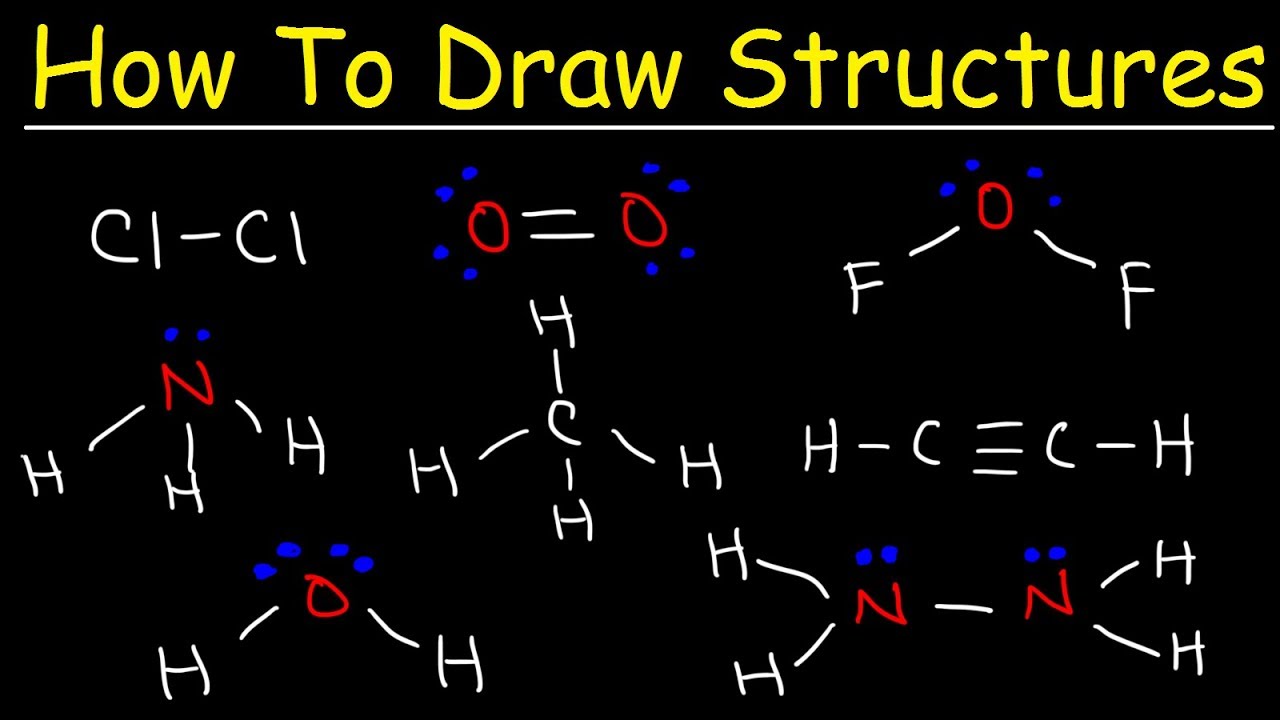 How To Draw Structures
Cl-Cl
O=O
O
F F
H
N
C
H H H
H H
H-C≡C-H
H
O
H H
H H
N-N
H H